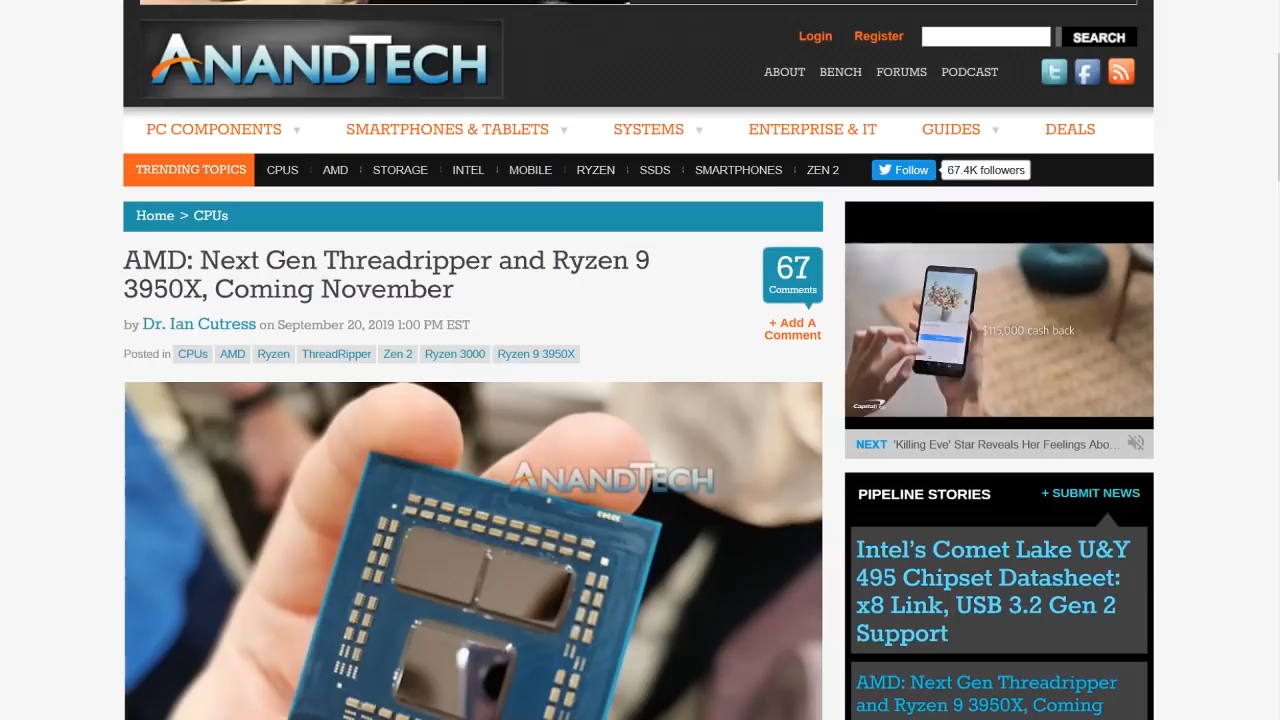 ANANDTECH
Login Register SEARCH
ABOUT BENCH FORUMS PODCAST
PC COMPONENTS SMARTPHONES & TABLETS SYSTEMS ENTERPRISE & IT GUIDES DEALS
TRENDING TOPICS CPUS AMD STORAGE INTEL MOBILE RYZEN SSDS SMARTPHONES ZEN 2 Follow 67.4K followers
Home > CPUs
AMD: Next Gen Threadripper and Ryzen 9
3950X, Coming November
67
Comments
+ Add A
Comment
by Dr. Ian Cutress on September 20, 2019 1:00 PM EST
Posted in CPUs AMD Ryzen ThreadRipper Zen 2 Ryzen 3000 Ryzen 9 3950X
ANANDTECH
$115,000 cash back
Capital
NEXT 'Killing Eve' Star Reveals Her Feelings Abo...
PIPELINE STORIES + SUBMIT NEWS
Intel's Comet Lake U&Y
495 Chipset Datasheet:
x8 Link, USB 3.2 Gen 2
Support
AMD: Next Gen Threadripper
and Ryzen 9 3950X, Coming